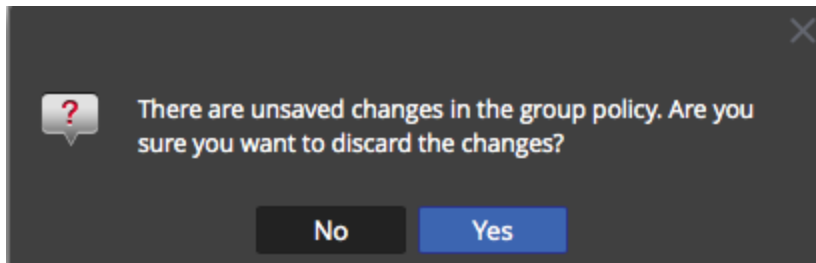 ?
There are unsaved changes in the group policy. Are you
sure you want to discard the changes?
No Yes